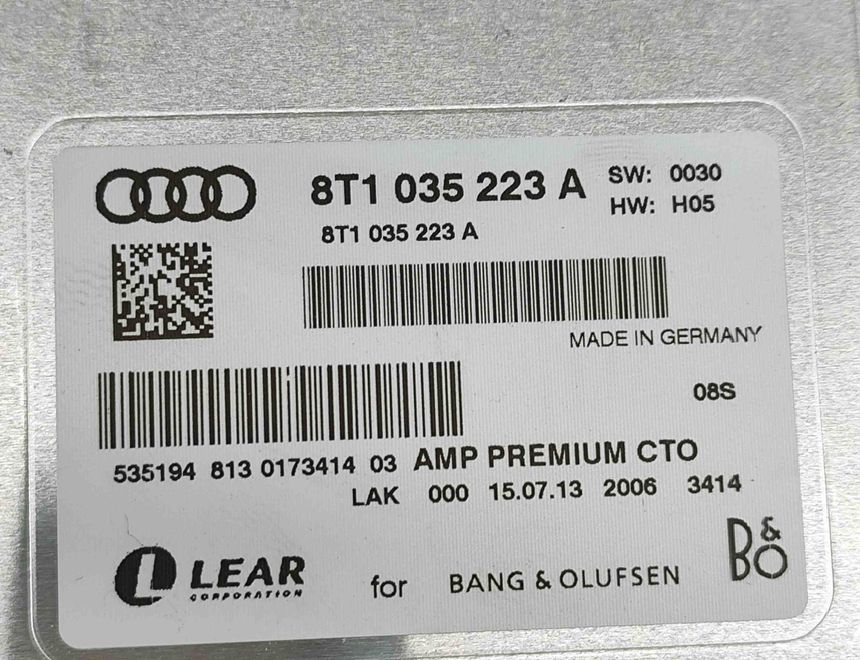 8T1 035 223 A SW: 0030
HW: H05
8T1 035 223 A
MADE IN GERMANY
08S
535194 813 0173414 03 AMP PREMIUM CTO
LAK 000 15.07.13 2006 3414
L LEAR
CORPORATION
for BANG & OLUFSEN
B&O